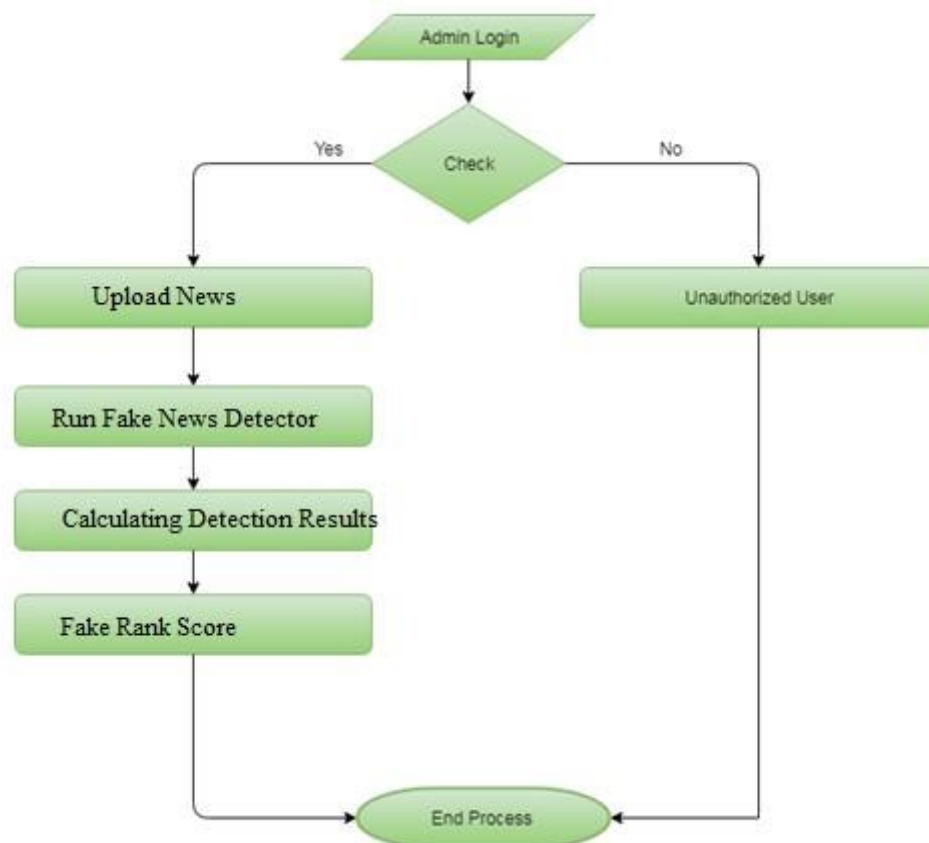 Admin Login
Check
Yes
No
Upload News
Unauthorized User
Run Fake News Detector
Calculating Detection Results
Fake Rank Score
End Process